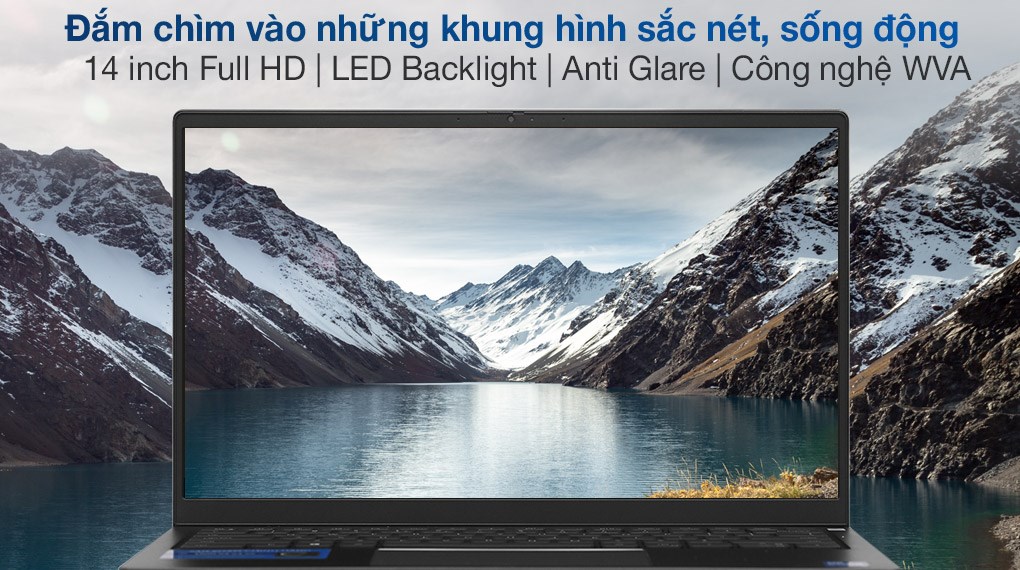 Đắm chìm vào những khung hình sắc nét, sống động
14 inch Full HD | LED Backlight | Anti Glare | Công nghệ WVA